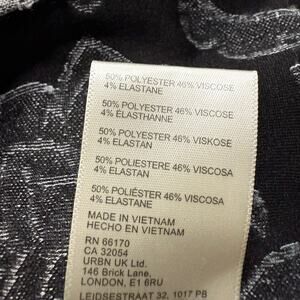 50% POLYESTER 46% VISCOSE
4% ELASTANE
50% POLYESTER 46% VISCOSE
4% ÉLASTHANNE
50% POLYESTER 46% VISKOSE
4% ELASTAN
50% POLIESTERE 46% VISCOSA
4% ELASTAN
50% POLIÉSTER 46% VISCOSA
4% ELASTANE
MADE IN VIETNAM
HECHO EN VIETNAM
RN 66170
CA 32054
URBN UK Ltd.
146 Brick Lane,
LONDON, E1 6RU
LEIDSESTRAAT 32, 1017 PB